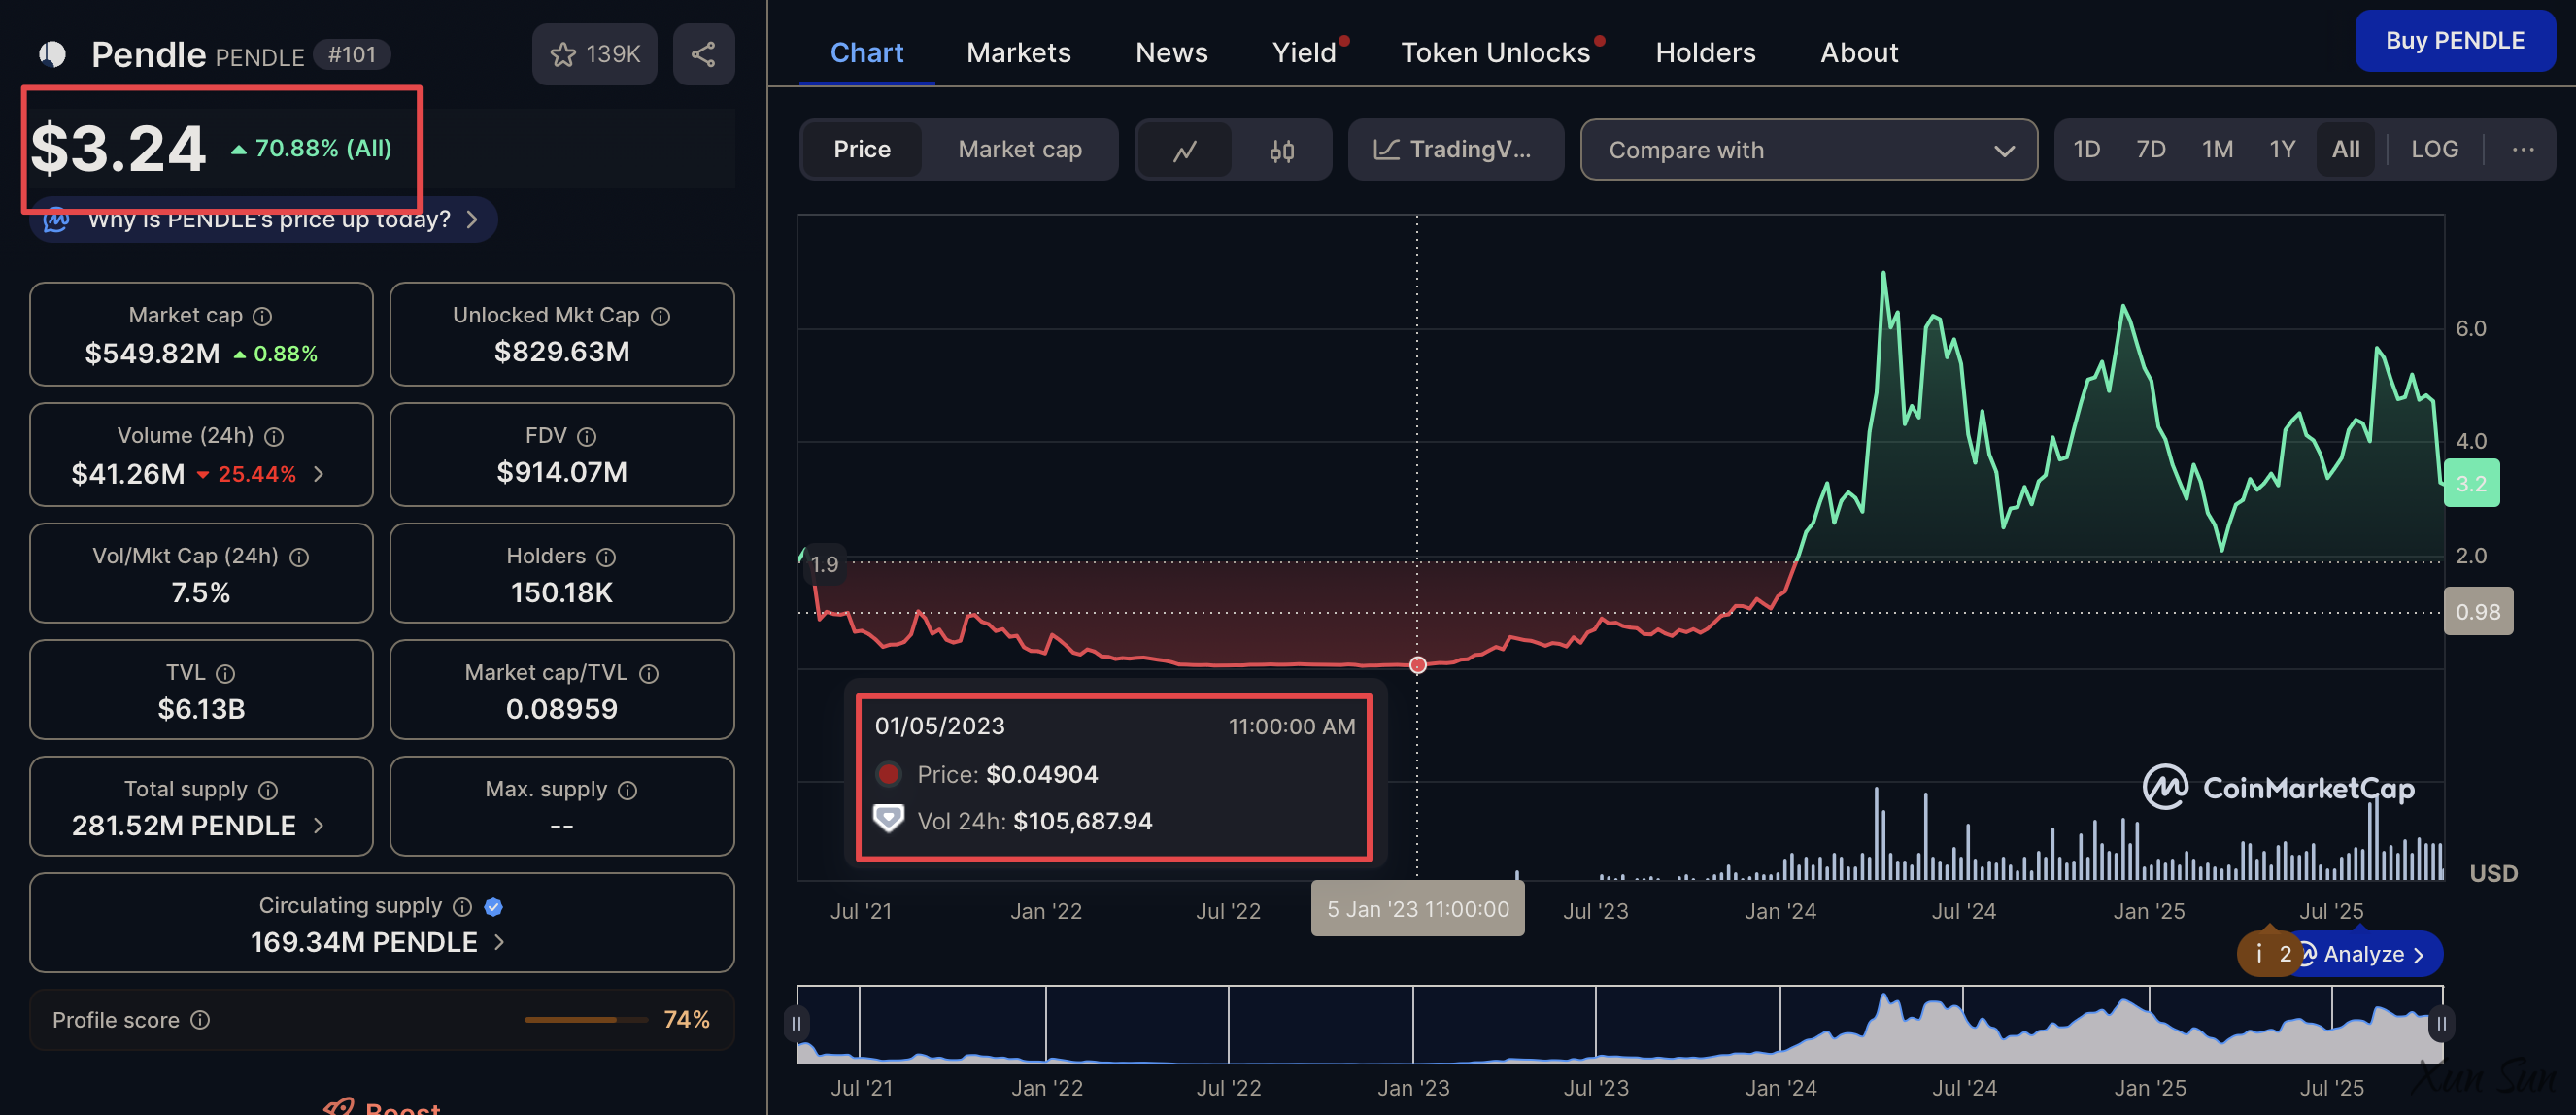 Pendle PENDLE #101
139K
$3.24 70.88% (All)
Why is PENDLE's price up today?
Market cap
$549.82M 0.88%
Unlocked Mkt Cap
$829.63M
Volume (24h)
$41.26M 25.44%
FDV
$914.07M
Vol/Mkt Cap (24h)
7.5%
Holders
150.18K
TVL
$6.13B
Market cap/TVL
0.08959
Total supply
281.52M PENDLE
Max. supply
--
Circulating supply
169.34M PENDLE
Profile score 74%
Boost
Chart Markets News Yield Token Unlocks Holders About
Buy PENDLE
Price Market cap TradingV... Compare with 1D 7D 1M 1Y All LOG ...
6.0
4.0
3.2
2.0
1.9
0.98
01/05/2023 11:00:00 AM
Price: $0.04904
Vol 24h: $105,687.94
CoinMarketCap
USD
Jul '21 Jan '22 Jul '22 5 Jan '23 11:00:00 Jul '23 Jan '24 Jul '24 Jan '25 Jul '25
i 2 Analyze
Jul '21 Jan '22 Jul '22 Jan '23 Jul '23 Jan '24 Jul '24 Jan '25 Jul '25
Xun Sun